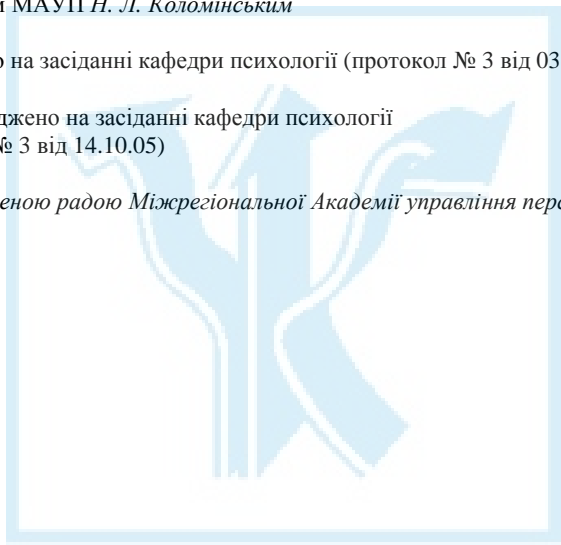 м МАУП Н. Л. Коломінським
о на засіданні кафедри психології (протокол № 3 від 03
джено на засіданні кафедри психології
№ 3 від 14.10.05)
еною радою Міжрегіональної Академії управління перс